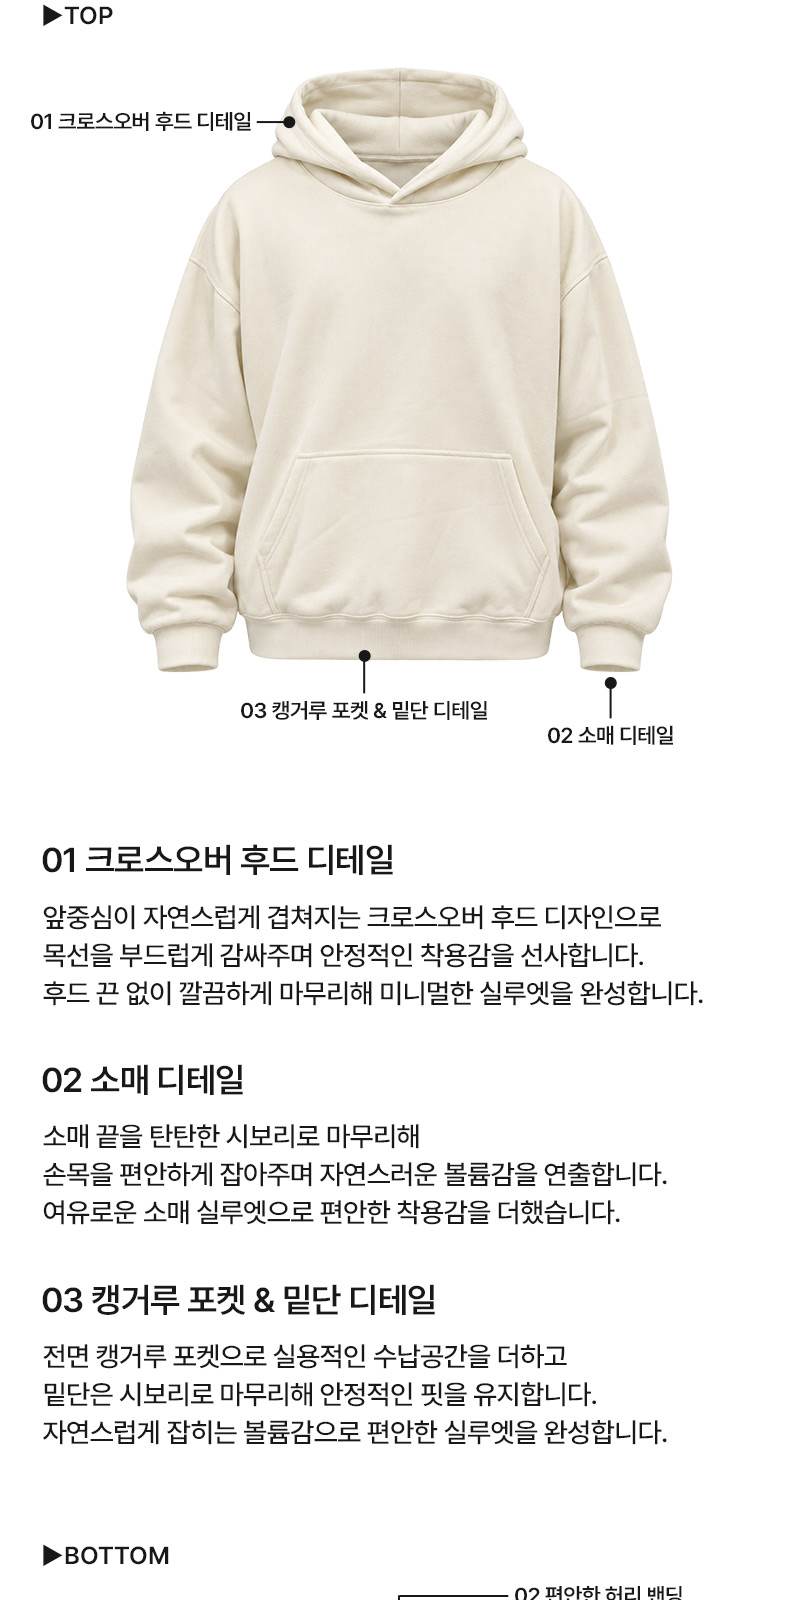 ▶TOP
01 크로스오버 후드 디테일
03 캥거루 포켓 & 밑단 디테일
02 소매 디테일
01 크로스오버 후드 디테일
앞중심이 자연스럽게 겹쳐지는 크로스오버 후드 디자인으로
목선을 부드럽게 감싸주며 안정적인 착용감을 선사합니다.
후드 끈 없이 깔끔하게 마무리해 미니멀한 실루엣을 완성합니다.
02 소매 디테일
소매 끝을 탄탄한 시보리로 마무리해
손목을 편안하게 잡아주며 자연스러운 볼륨감을 연출합니다.
여유로운 소매 실루엣으로 편안한 착용감을 더했습니다.
03 캥거루 포켓 & 밑단 디테일
전면 캥거루 포켓으로 실용적인 수납공간을 더하고
밑단은 시보리로 마무리해 안정적인 핏을 유지합니다.
자연스럽게 잡히는 볼륨감으로 편안한 실루엣을 완성합니다.
▶BOTTOM
02 편안한 허리 밴딩